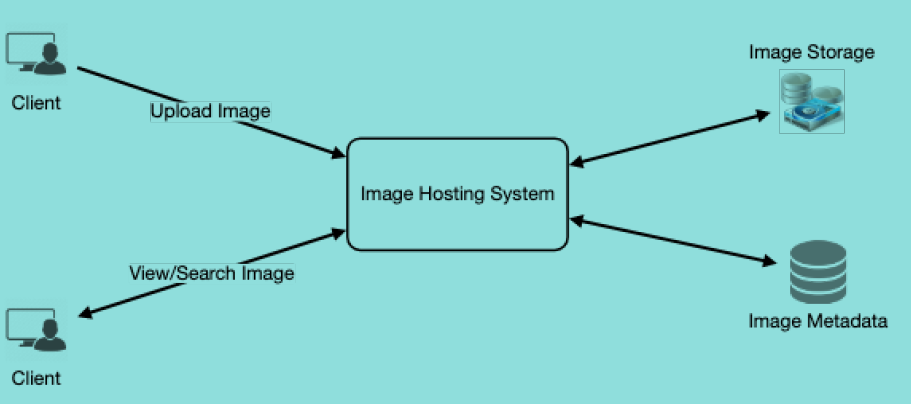 Client
Upload Image
Image Storage
Image Hosting System
View/Search Image
Client
Image Metadata